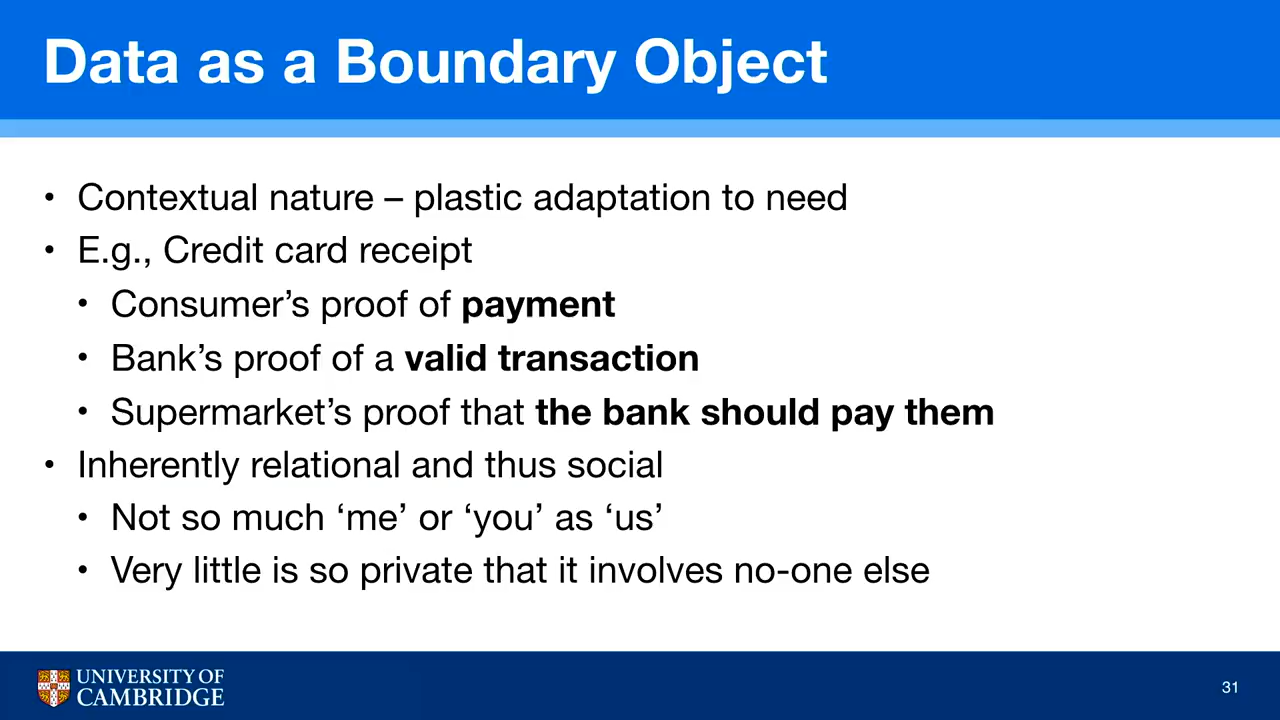 Data as a Boundary Object
• Contextual nature – plastic adaptation to need
• E.g., Credit card receipt
• Consumer’s proof of payment
• Bank’s proof of a valid transaction
• Supermarket’s proof that the bank should pay them
• Inherently relational and thus social
• Not so much ‘me’ or ‘you’ as ‘us’
• Very little is so private that it involves no-one else
UNIVERSITY OF
CAMBRIDGE
31